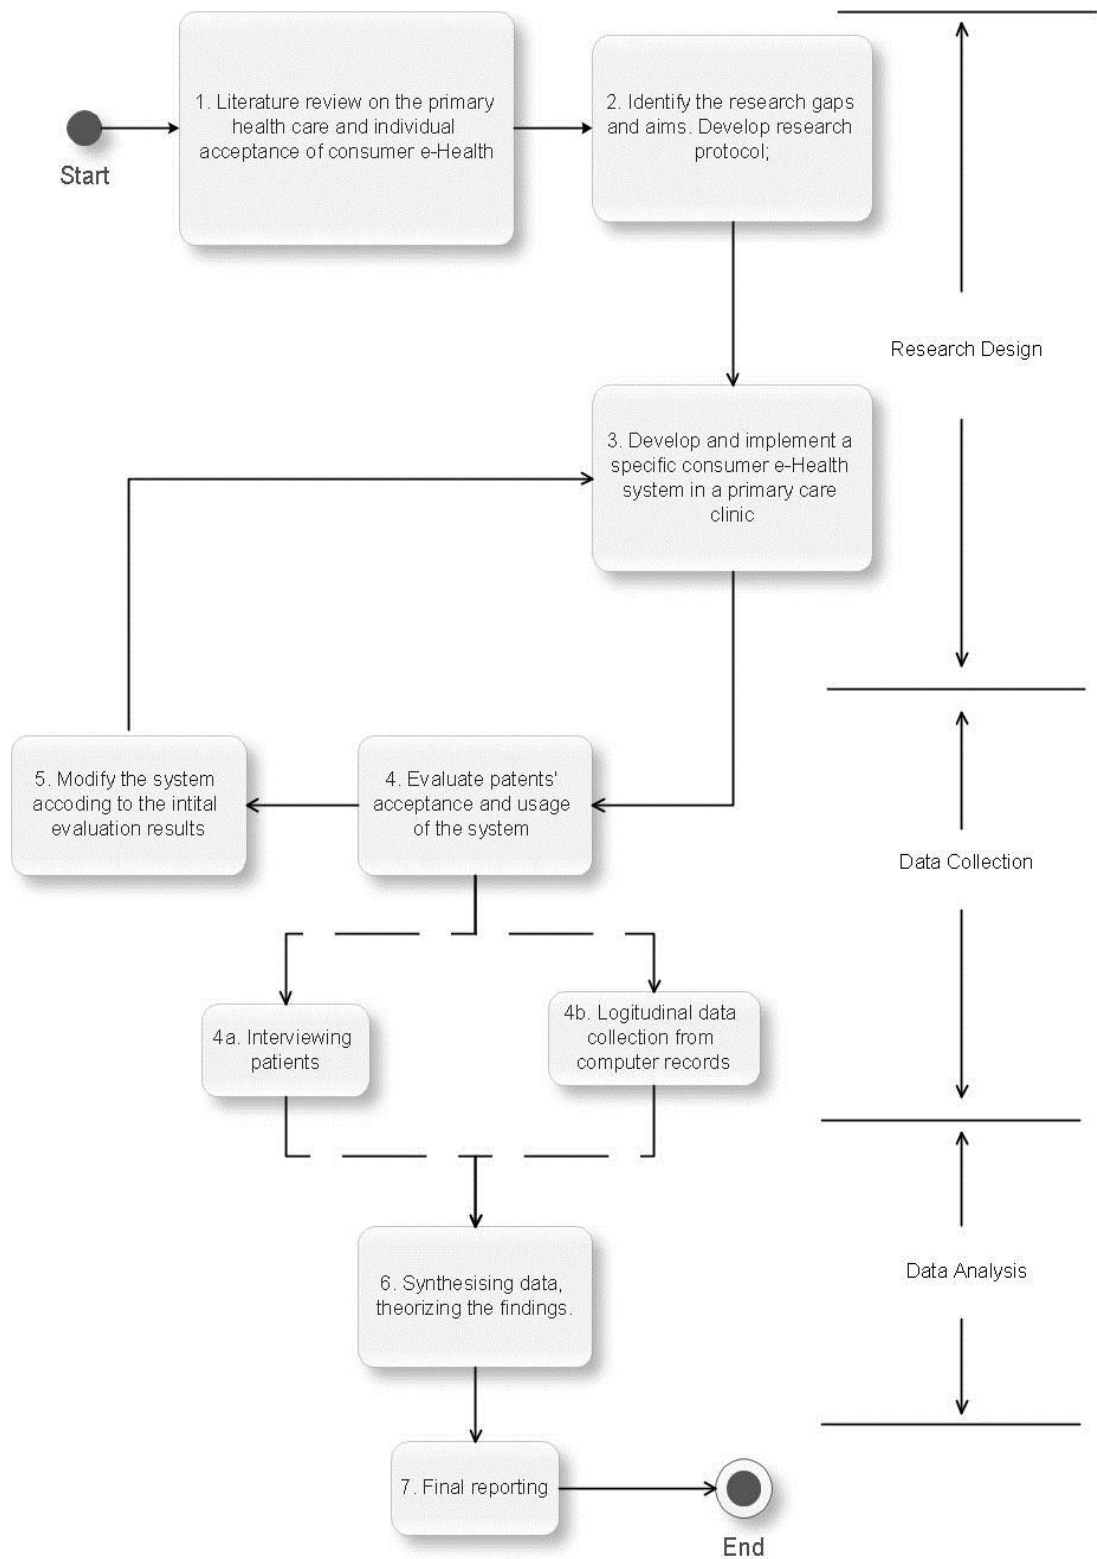 Start
1. Literature review on the primary
health care and individual
acceptance of consumer e-Health
2. Identify the research gaps
and aims. Develop research
protocol;
Research Design
3. Develop and implement a
specific consumer e-Health
system in a primary care
clinic
5. Modify the system
accoding to the intital
evaluation results
4. Evaluate patents'
acceptance and usage
of the system
Data Collection
4a. Interviewing
patients
4b. Logitudinal data
collection from
computer records
6. Synthesising data,
theorizing the findings.
Data Analysis
7. Final reporting
End